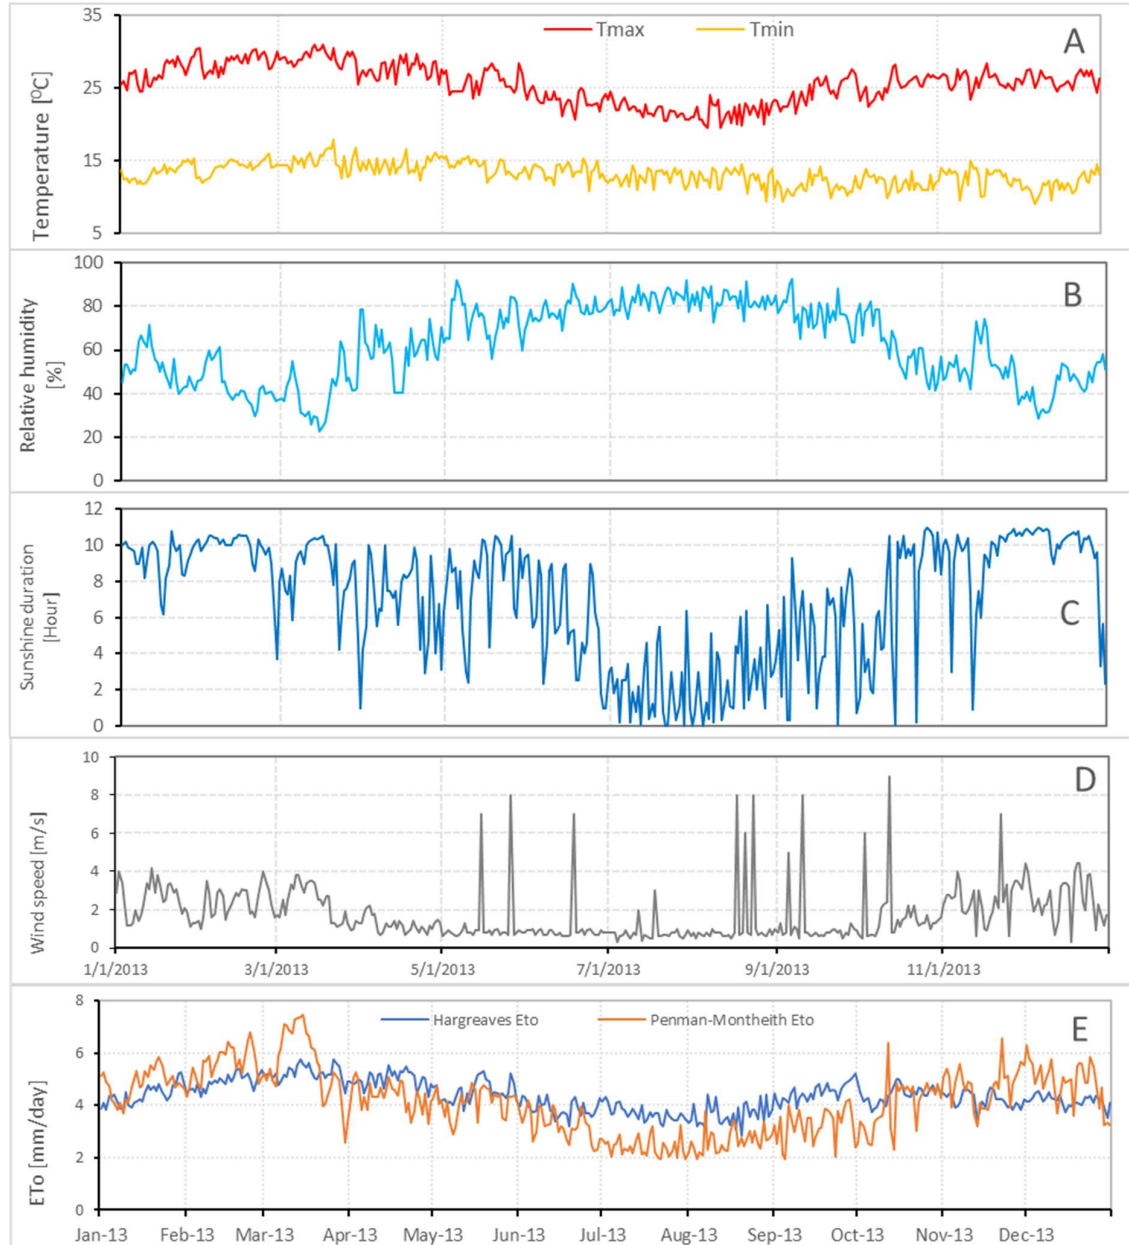 35
Tmax
Tmin
A
25
15
5
Temperature [⁰C]
100
B
80
60
40
20
0
Relative humidity
[%]
12
10
8
6
C
4
2
0
Sunshine duration
[Hour]
10
D
8
6
4
2
0
Wind speed [m/s]
1/1/2013
3/1/2013
5/1/2013
7/1/2013
9/1/2013
11/1/2013
8
Hargreaves Eto
Penman-Montheith Eto
E
6
4
2
0
ETo [mm/day]
Jan-13
Feb-13
Mar-13
Apr-13
May-13
Jun-13
Jul-13
Aug-13
Sep-13
Oct-13
Nov-13
Dec-13